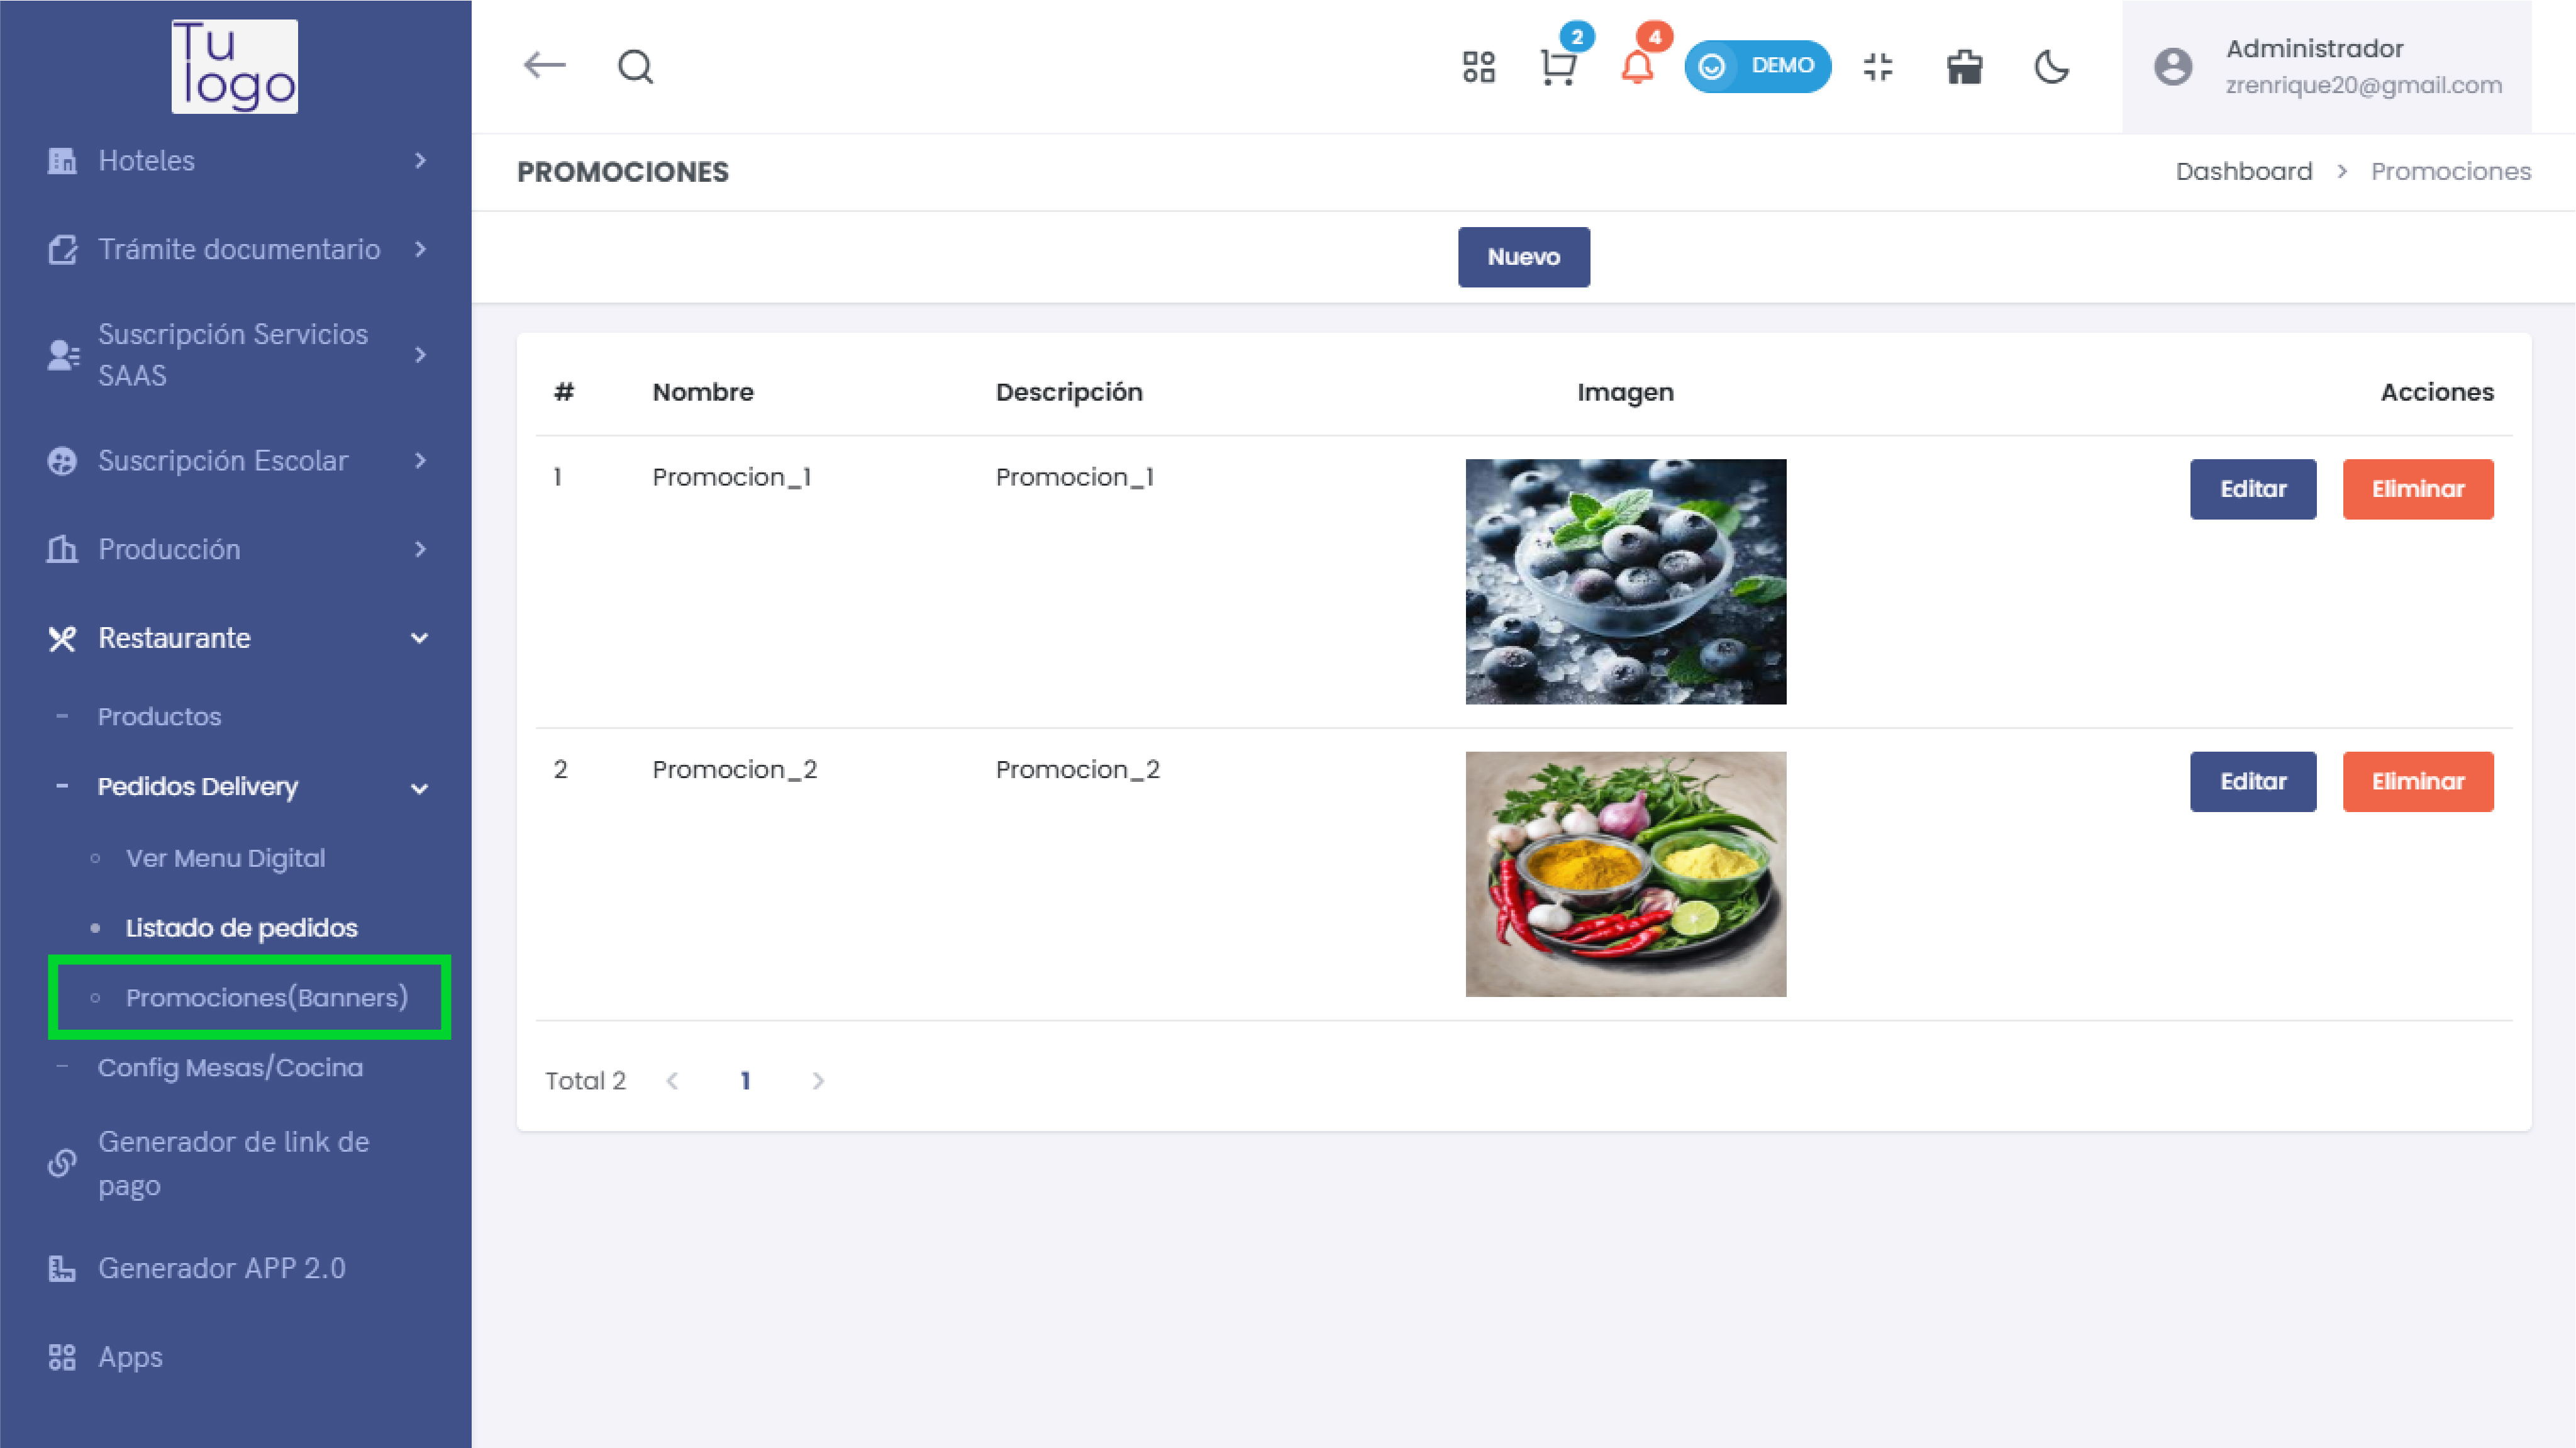 Tu
logo
Hoteles
Trámite documentario
Suscripción Servicios
SAAS
Suscripción Escolar
Producción
Restaurante
Productos
Pedidos Delivery
Ver Menu Digital
Listado de pedidos
Promociones(Banners)
Config Mesas/Cocina
Generador de link de
pago
Generador APP 2.0
Apps
2
4
DEMO
Administrador
zrenrique20@gmail.com
PROMOCIONES
Dashboard > Promociones
Nuevo
# Nombre Descripción Imagen Acciones
1 Promocion_1 Promocion_1 Editar Eliminar
2 Promocion_2 Promocion_2 Editar Eliminar
Total 2 < 1 >